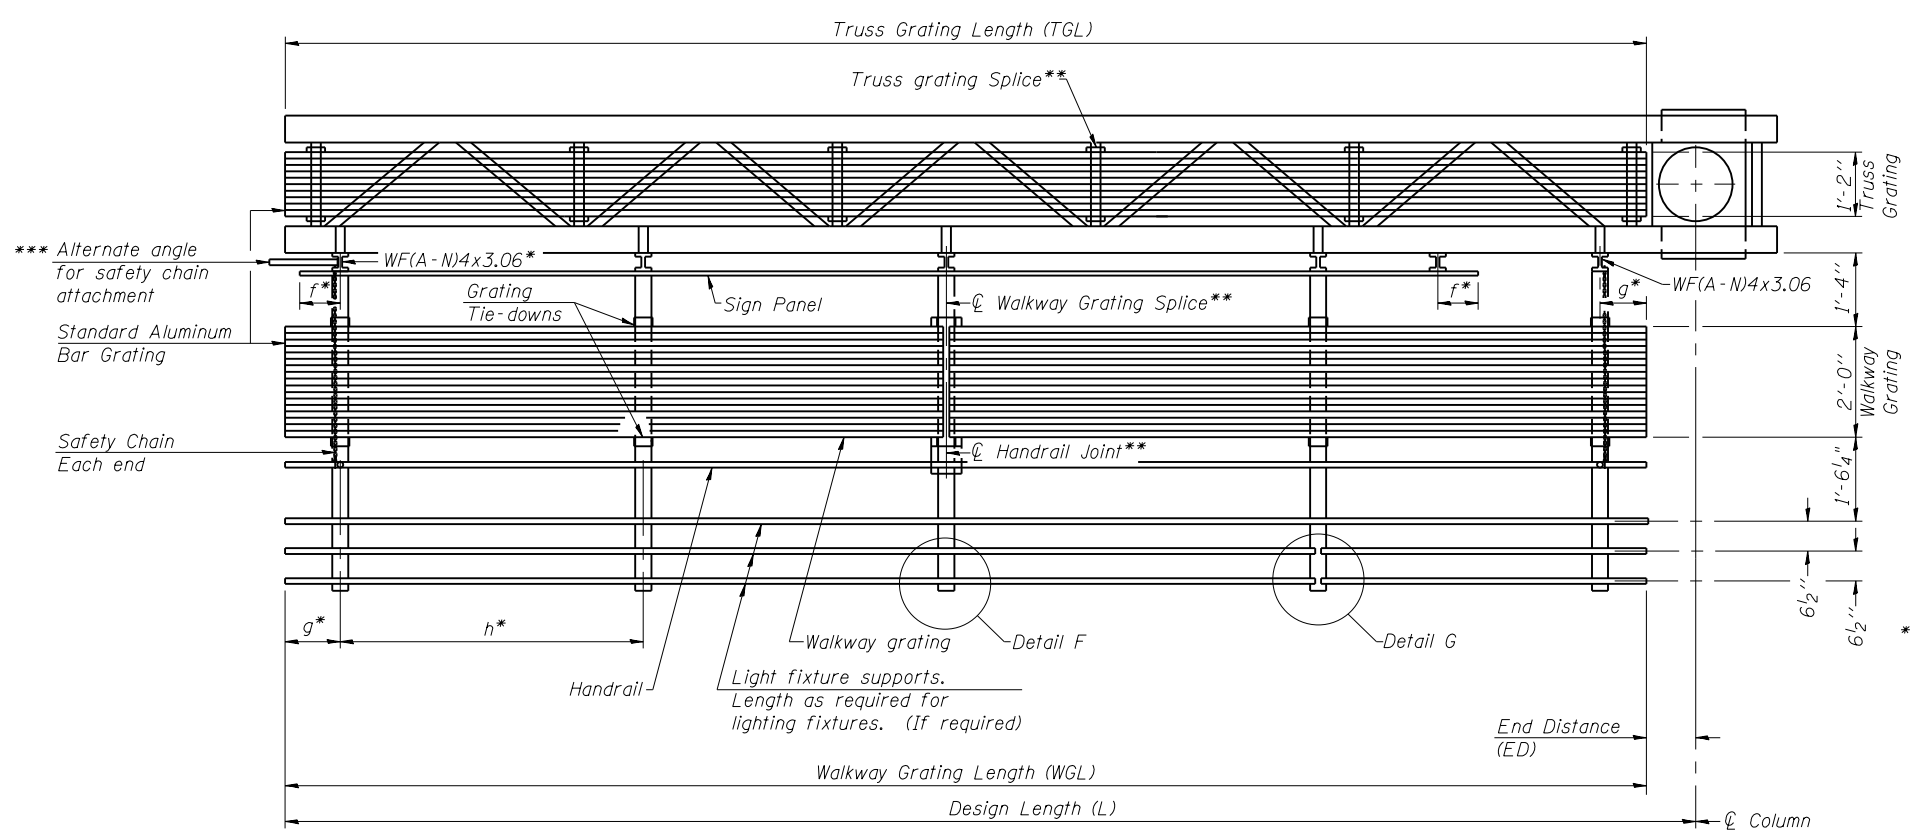 Truss Grating Length (TGL)
Truss grating Splice**
1'-2"
Truss
Grating
*** Alternate angle
for safety chain
attachment
WF(A-N)4x3.06*
f*
Grating
Tie-downs
Sign Panel
℄ Walkway Grating Splice**
f*
g*
WF(A-N)4x3.06
1'-4"
Standard Aluminum
Bar Grating
2'-0"
Walkway
Grating
Safety Chain
Each end
℄ Handrail Joint**
1'-6¼"
6½"
6½"
*
g*
h*
Walkway grating
Detail F
Detail G
Handrail
Light fixture supports.
Length as required for
lighting fixtures. (If required)
End Distance
(ED)
Walkway Grating Length (WGL)
Design Length (L)
℄ Column